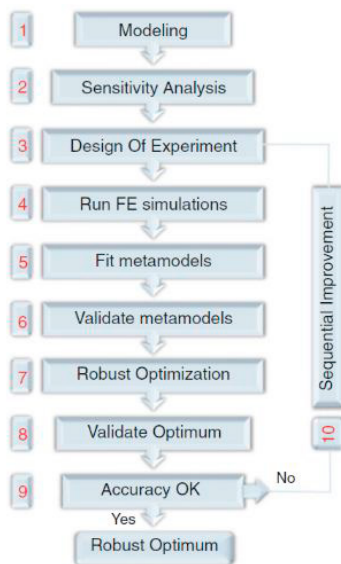 1 Modeling
2 Sensitivity Analysis
3 Design Of Experiment
4 Run FE simulations
5 Fit metamodels
6 Validate metamodels
7 Robust Optimization
8 Validate Optimum
9 Accuracy OK
No
Yes
Robust Optimum
Sequential Improvement
10